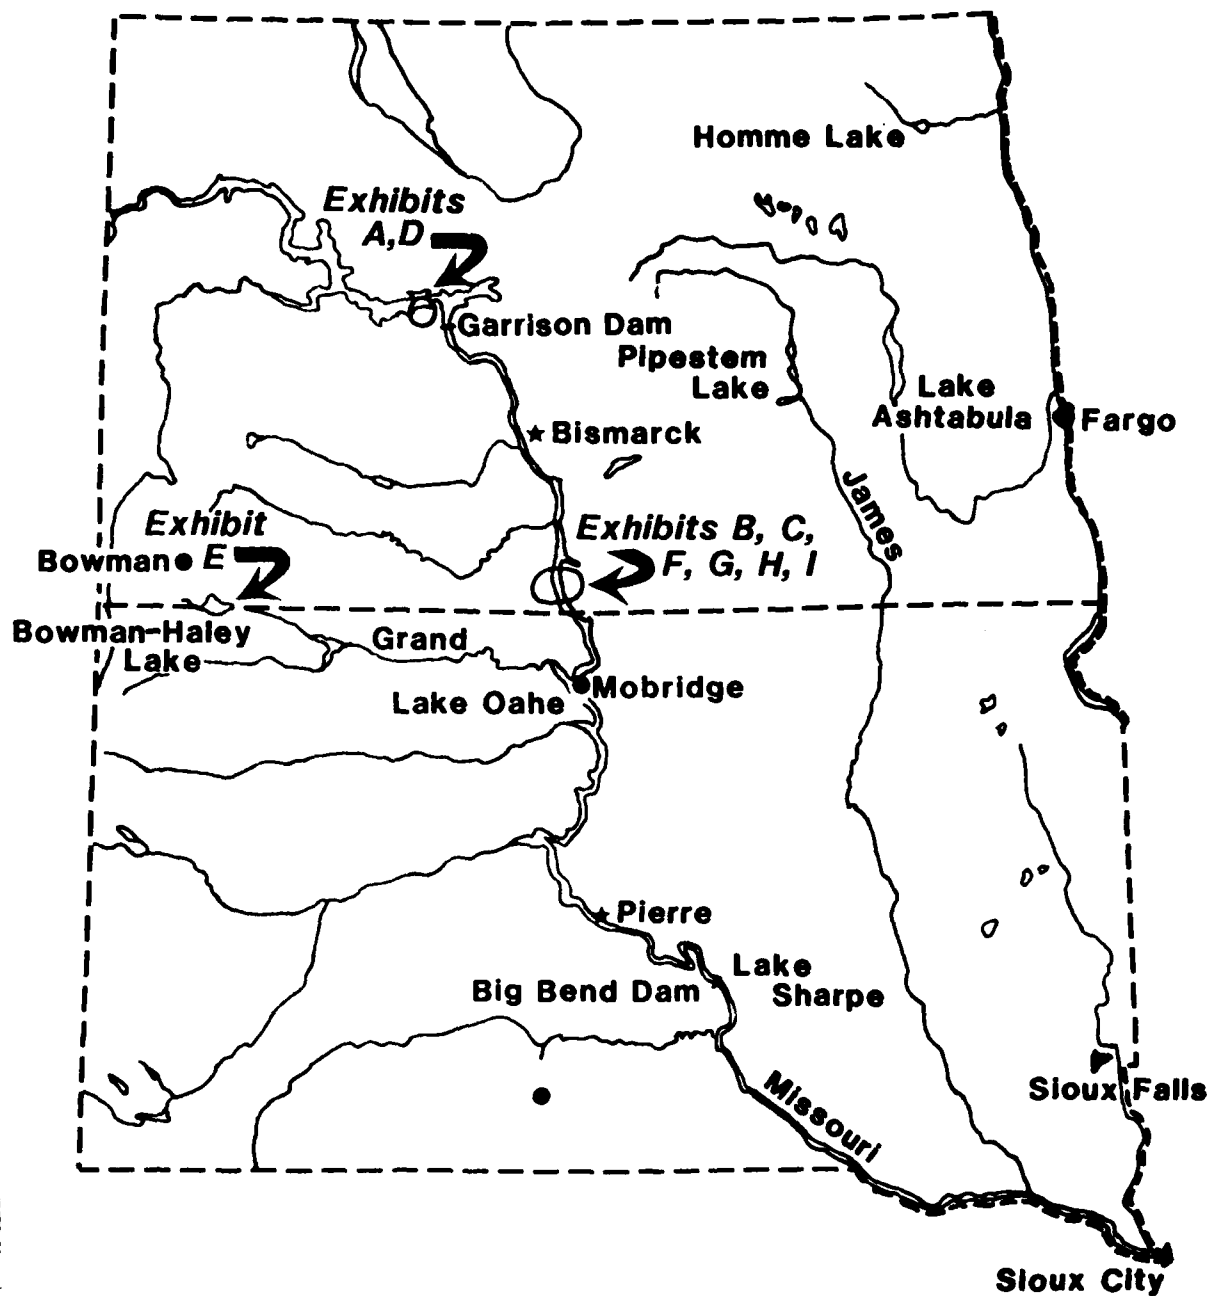 Homme Lake
Exhibits
A,D
Garrison Dam
Pipestem
Lake
Lake
Ashtabula
Fargo
Bismarck
James
Exhibit
E
Bowman
Exhibits B, C,
F, G, H, I
Bowman-Haley
Lake
Grand
Mobridge
Lake Oahe
Pierre
Lake
Sharpe
Big Bend Dam
Missouri
Sioux Falls
Sioux City